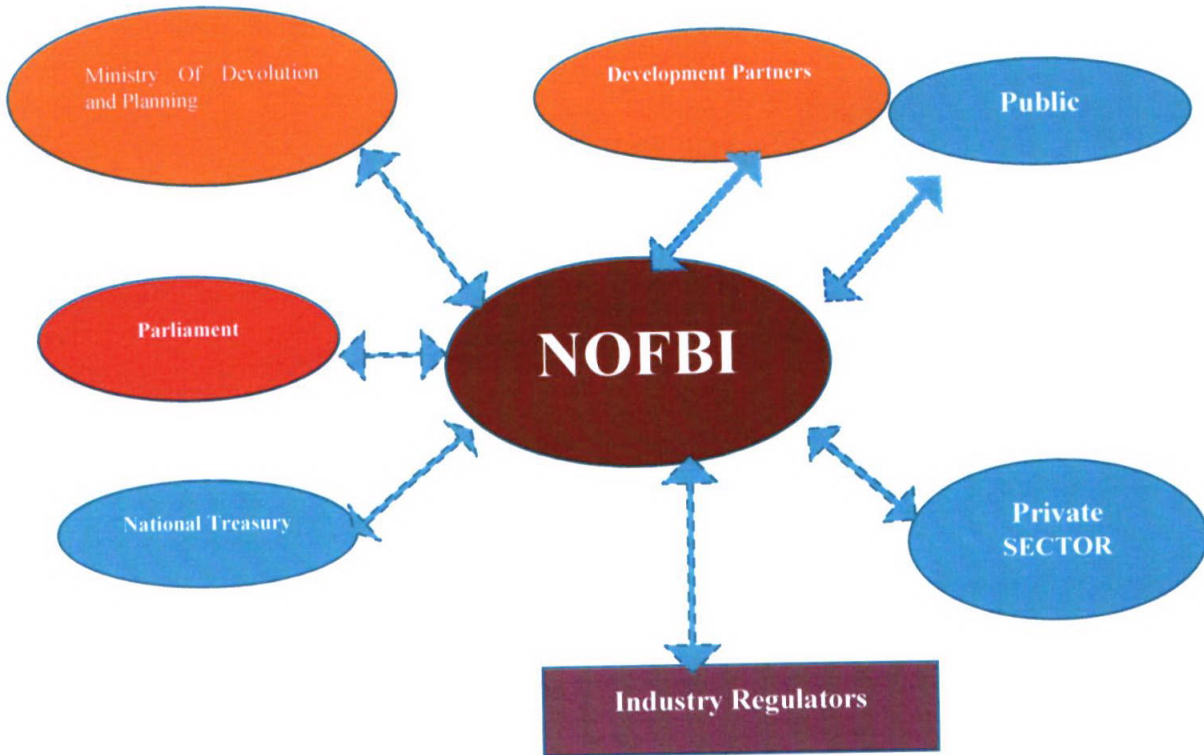 Ministry Of Devolution
and Planning
Development Partners
Public
Parliament
NOFBI
National Treasury
Private
SECTOR
Industry Regulators